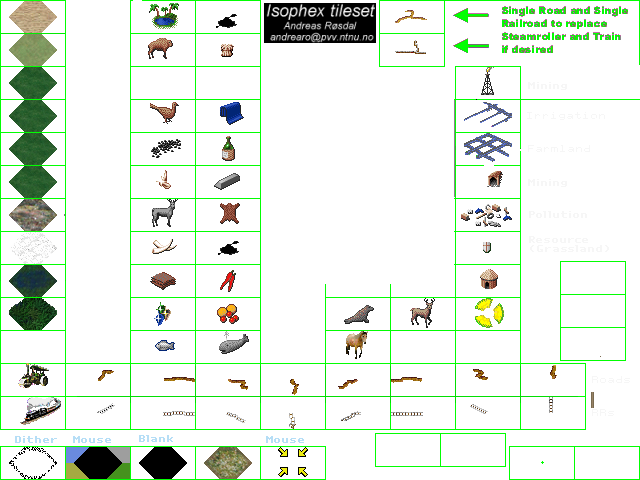 Isophex tileset
Andreas Røsdal
andrearo@pvv.ntnu.no
Single Road and Single
Railroad to replace
Steamroller and Train
if desired
Mining
Irrigation
Farmland
Mining
Pollution
Resource
(Grassland)
Roads
Dither Mouse Blank Mouse